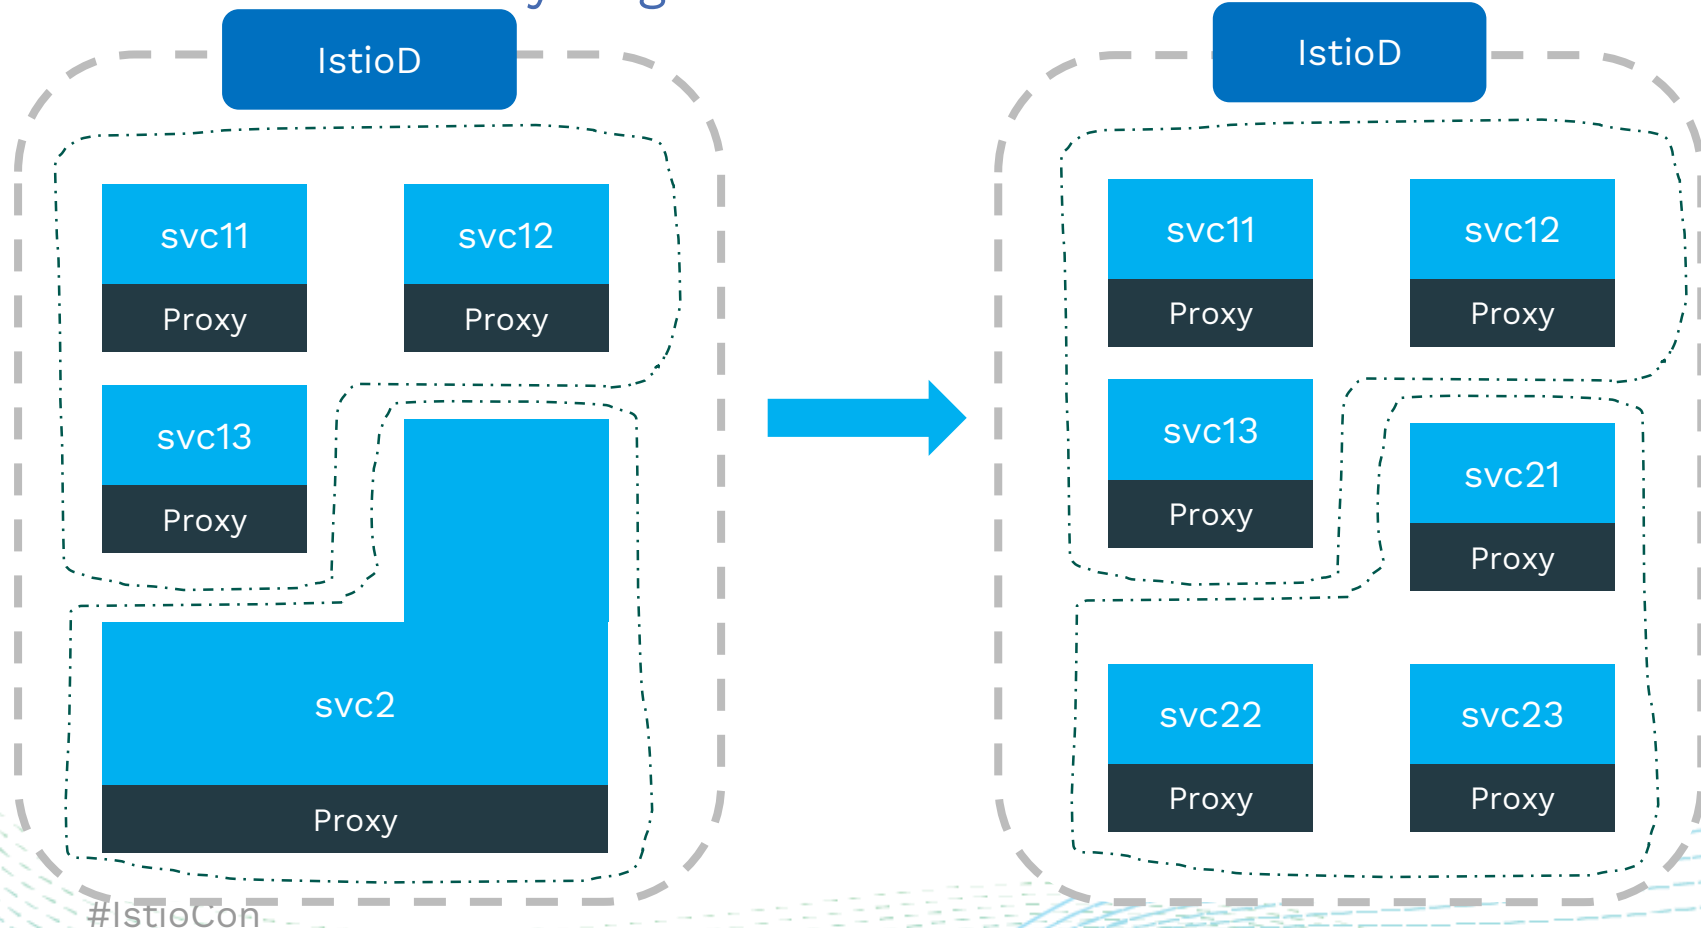 IstioD
svc11
svc12
Proxy
Proxy
svc13
Proxy
svc2
Proxy
IstioD
svc11
svc12
Proxy
Proxy
svc13
svc21
Proxy
Proxy
svc22
svc23
Proxy
Proxy
#IstioCon